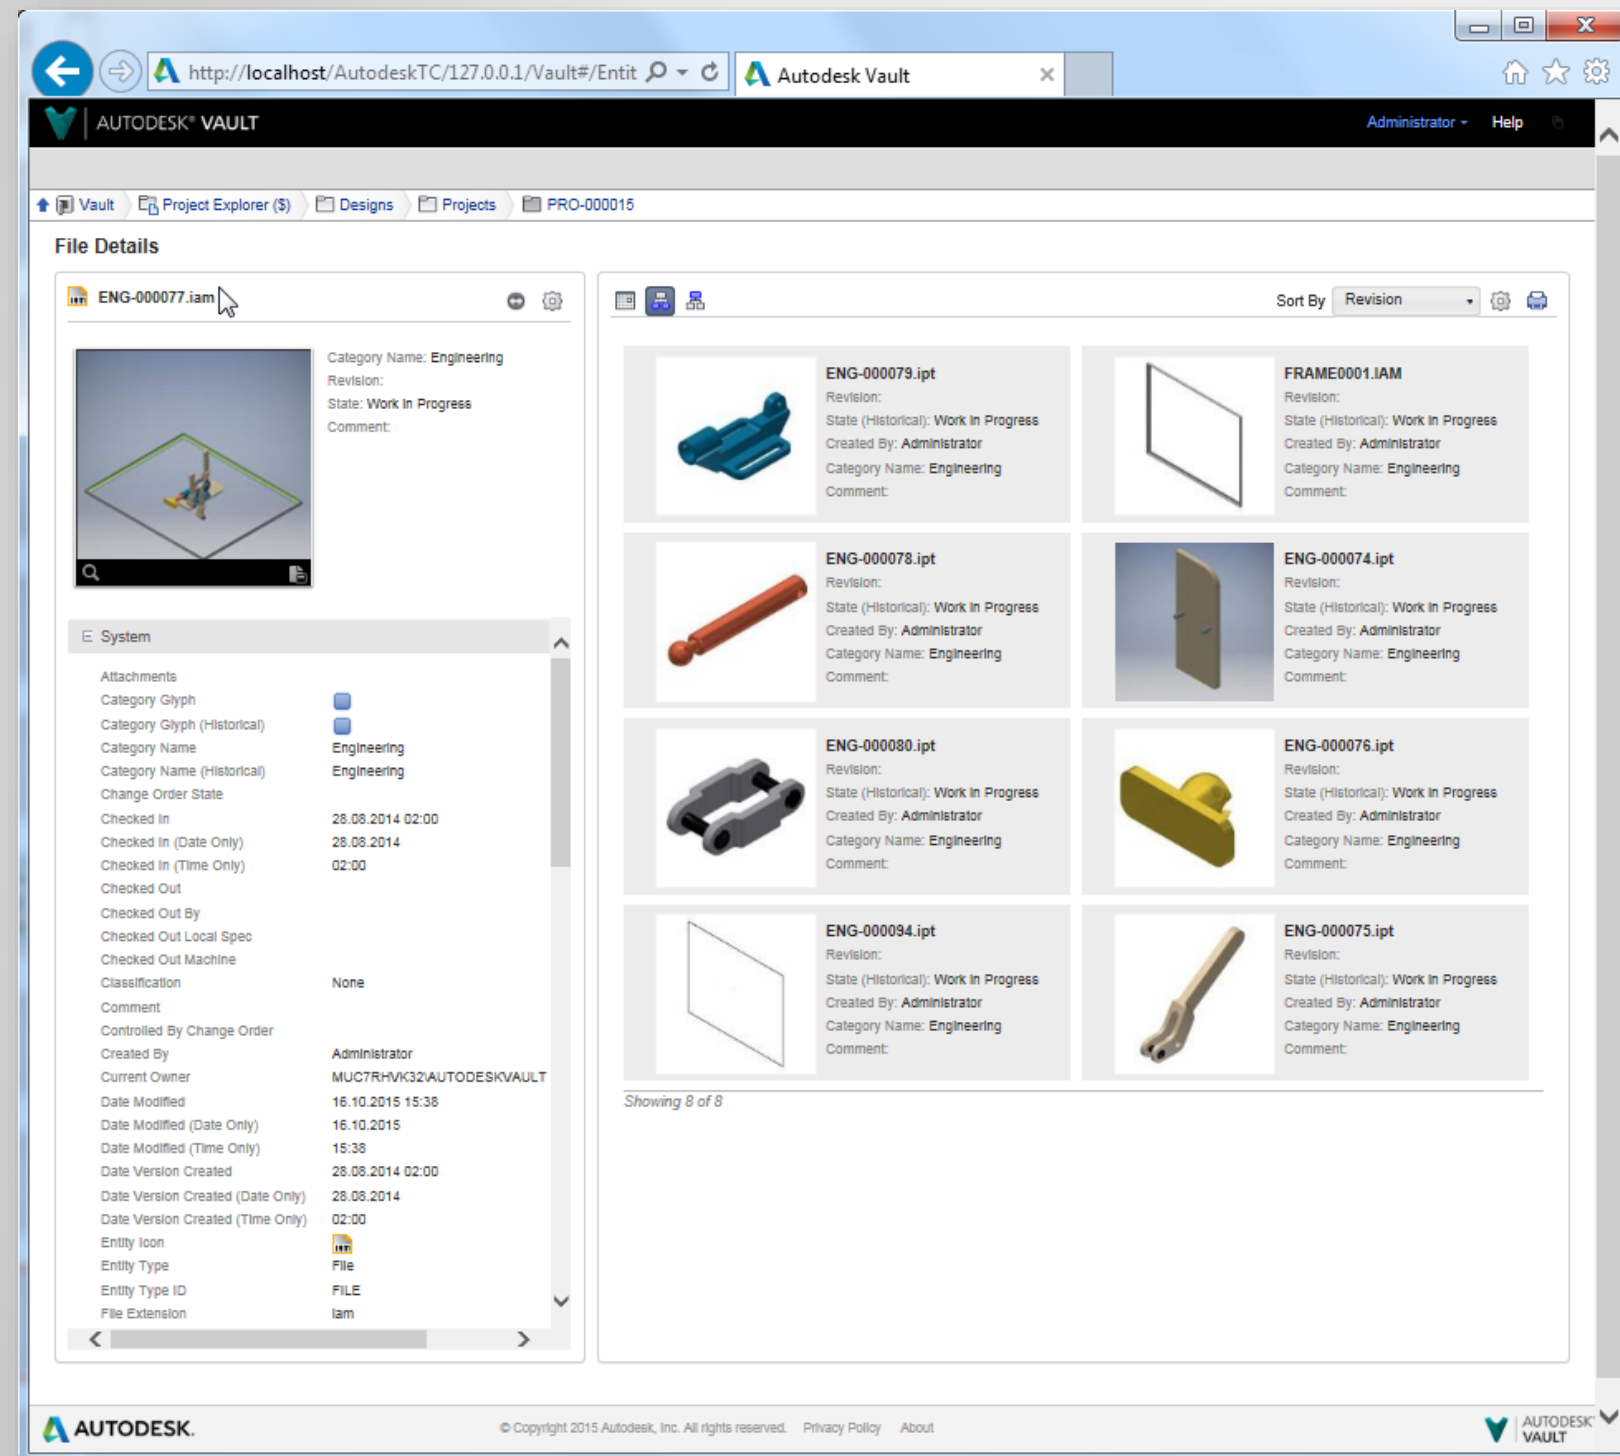 http://localhost/AutodeskTC/127.0.0.1/Vault#/Entit
Autodesk Vault
AUTODESK® VAULT
Administrator
Help
Vault
Project Explorer ($)
Designs
Projects
PRO-000015
File Details
ENG-000077.iam
Category Name: Engineering
Revision:
State: Work In Progress
Comment:
System
Attachments
Category Glyph
Category Glyph (Historical)
Category Name Engineering
Category Name (Historical) Engineering
Change Order State
Checked In 28.08.2014 02:00
Checked In (Date Only) 28.08.2014
Checked In (Time Only) 02:00
Checked Out
Checked Out By
Checked Out Local Spec
Checked Out Machine
Classification None
Comment
Controlled By Change Order
Created By Administrator
Current Owner MUC7RHVK32\AUTODESKVAULT
Date Modified 16.10.2015 15:38
Date Modified (Date Only) 16.10.2015
Date Modified (Time Only) 15:38
Date Version Created 28.08.2014 02:00
Date Version Created (Date Only) 28.08.2014
Date Version Created (Time Only) 02:00
Entity Icon
Entity Type File
Entity Type ID FILE
File Extension iam
Sort By Revision
ENG-000079.ipt
Revision:
State (Historical): Work In Progress
Created By: Administrator
Category Name: Engineering
Comment:
FRAME0001.IAM
Revision:
State (Historical): Work In Progress
Created By: Administrator
Category Name: Engineering
Comment:
ENG-000078.ipt
Revision:
State (Historical): Work In Progress
Created By: Administrator
Category Name: Engineering
Comment:
ENG-000074.ipt
Revision:
State (Historical): Work In Progress
Created By: Administrator
Category Name: Engineering
Comment:
ENG-000080.ipt
Revision:
State (Historical): Work In Progress
Created By: Administrator
Category Name: Engineering
Comment:
ENG-000076.ipt
Revision:
State (Historical): Work In Progress
Created By: Administrator
Category Name: Engineering
Comment:
ENG-000094.ipt
Revision:
State (Historical): Work In Progress
Created By: Administrator
Category Name: Engineering
Comment:
ENG-000075.ipt
Revision:
State (Historical): Work In Progress
Created By: Administrator
Category Name: Engineering
Comment:
Showing 8 of 8
AUTODESK.
© Copyright 2015 Autodesk, Inc. All rights reserved. Privacy Policy About
AUTODESK®
VAULT